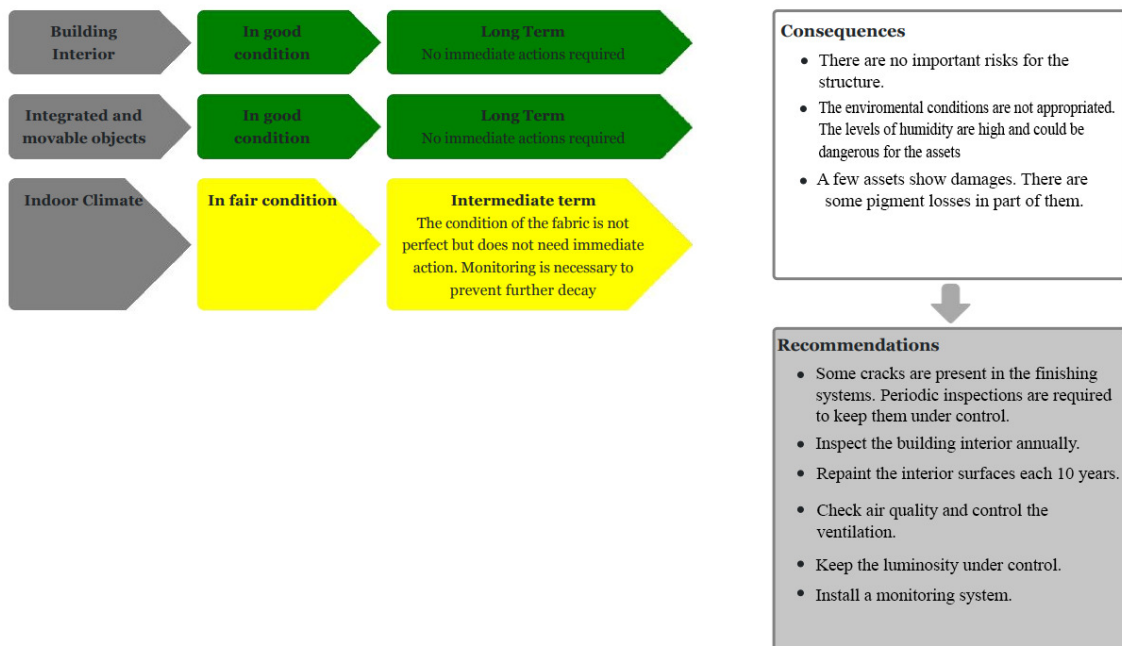 Building
Interior
In good
condition
Long Term
No immediate actions required
Integrated and
movable objects
In good
condition
Long Term
No immediate actions required
Indoor Climate
In fair condition
Intermediate term
The condition of the fabric is not
perfect but does not need immediate
action. Monitoring is necessary to
prevent further decay
Consequences
• There are no important risks for the
structure.
• The enviromental conditions are not appropriated.
The levels of humidity are high and could be
dangerous for the assets
• A few assets show damages. There are
some pigment losses in part of them.
Recommendations
• Some cracks are present in the finishing
systems. Periodic inspections are required
to keep them under control.
• Inspect the building interior annually.
• Repaint the interior surfaces each 10 years.
• Check air quality and control the
ventilation.
• Keep the luminosity under control.
• Install a monitoring system.